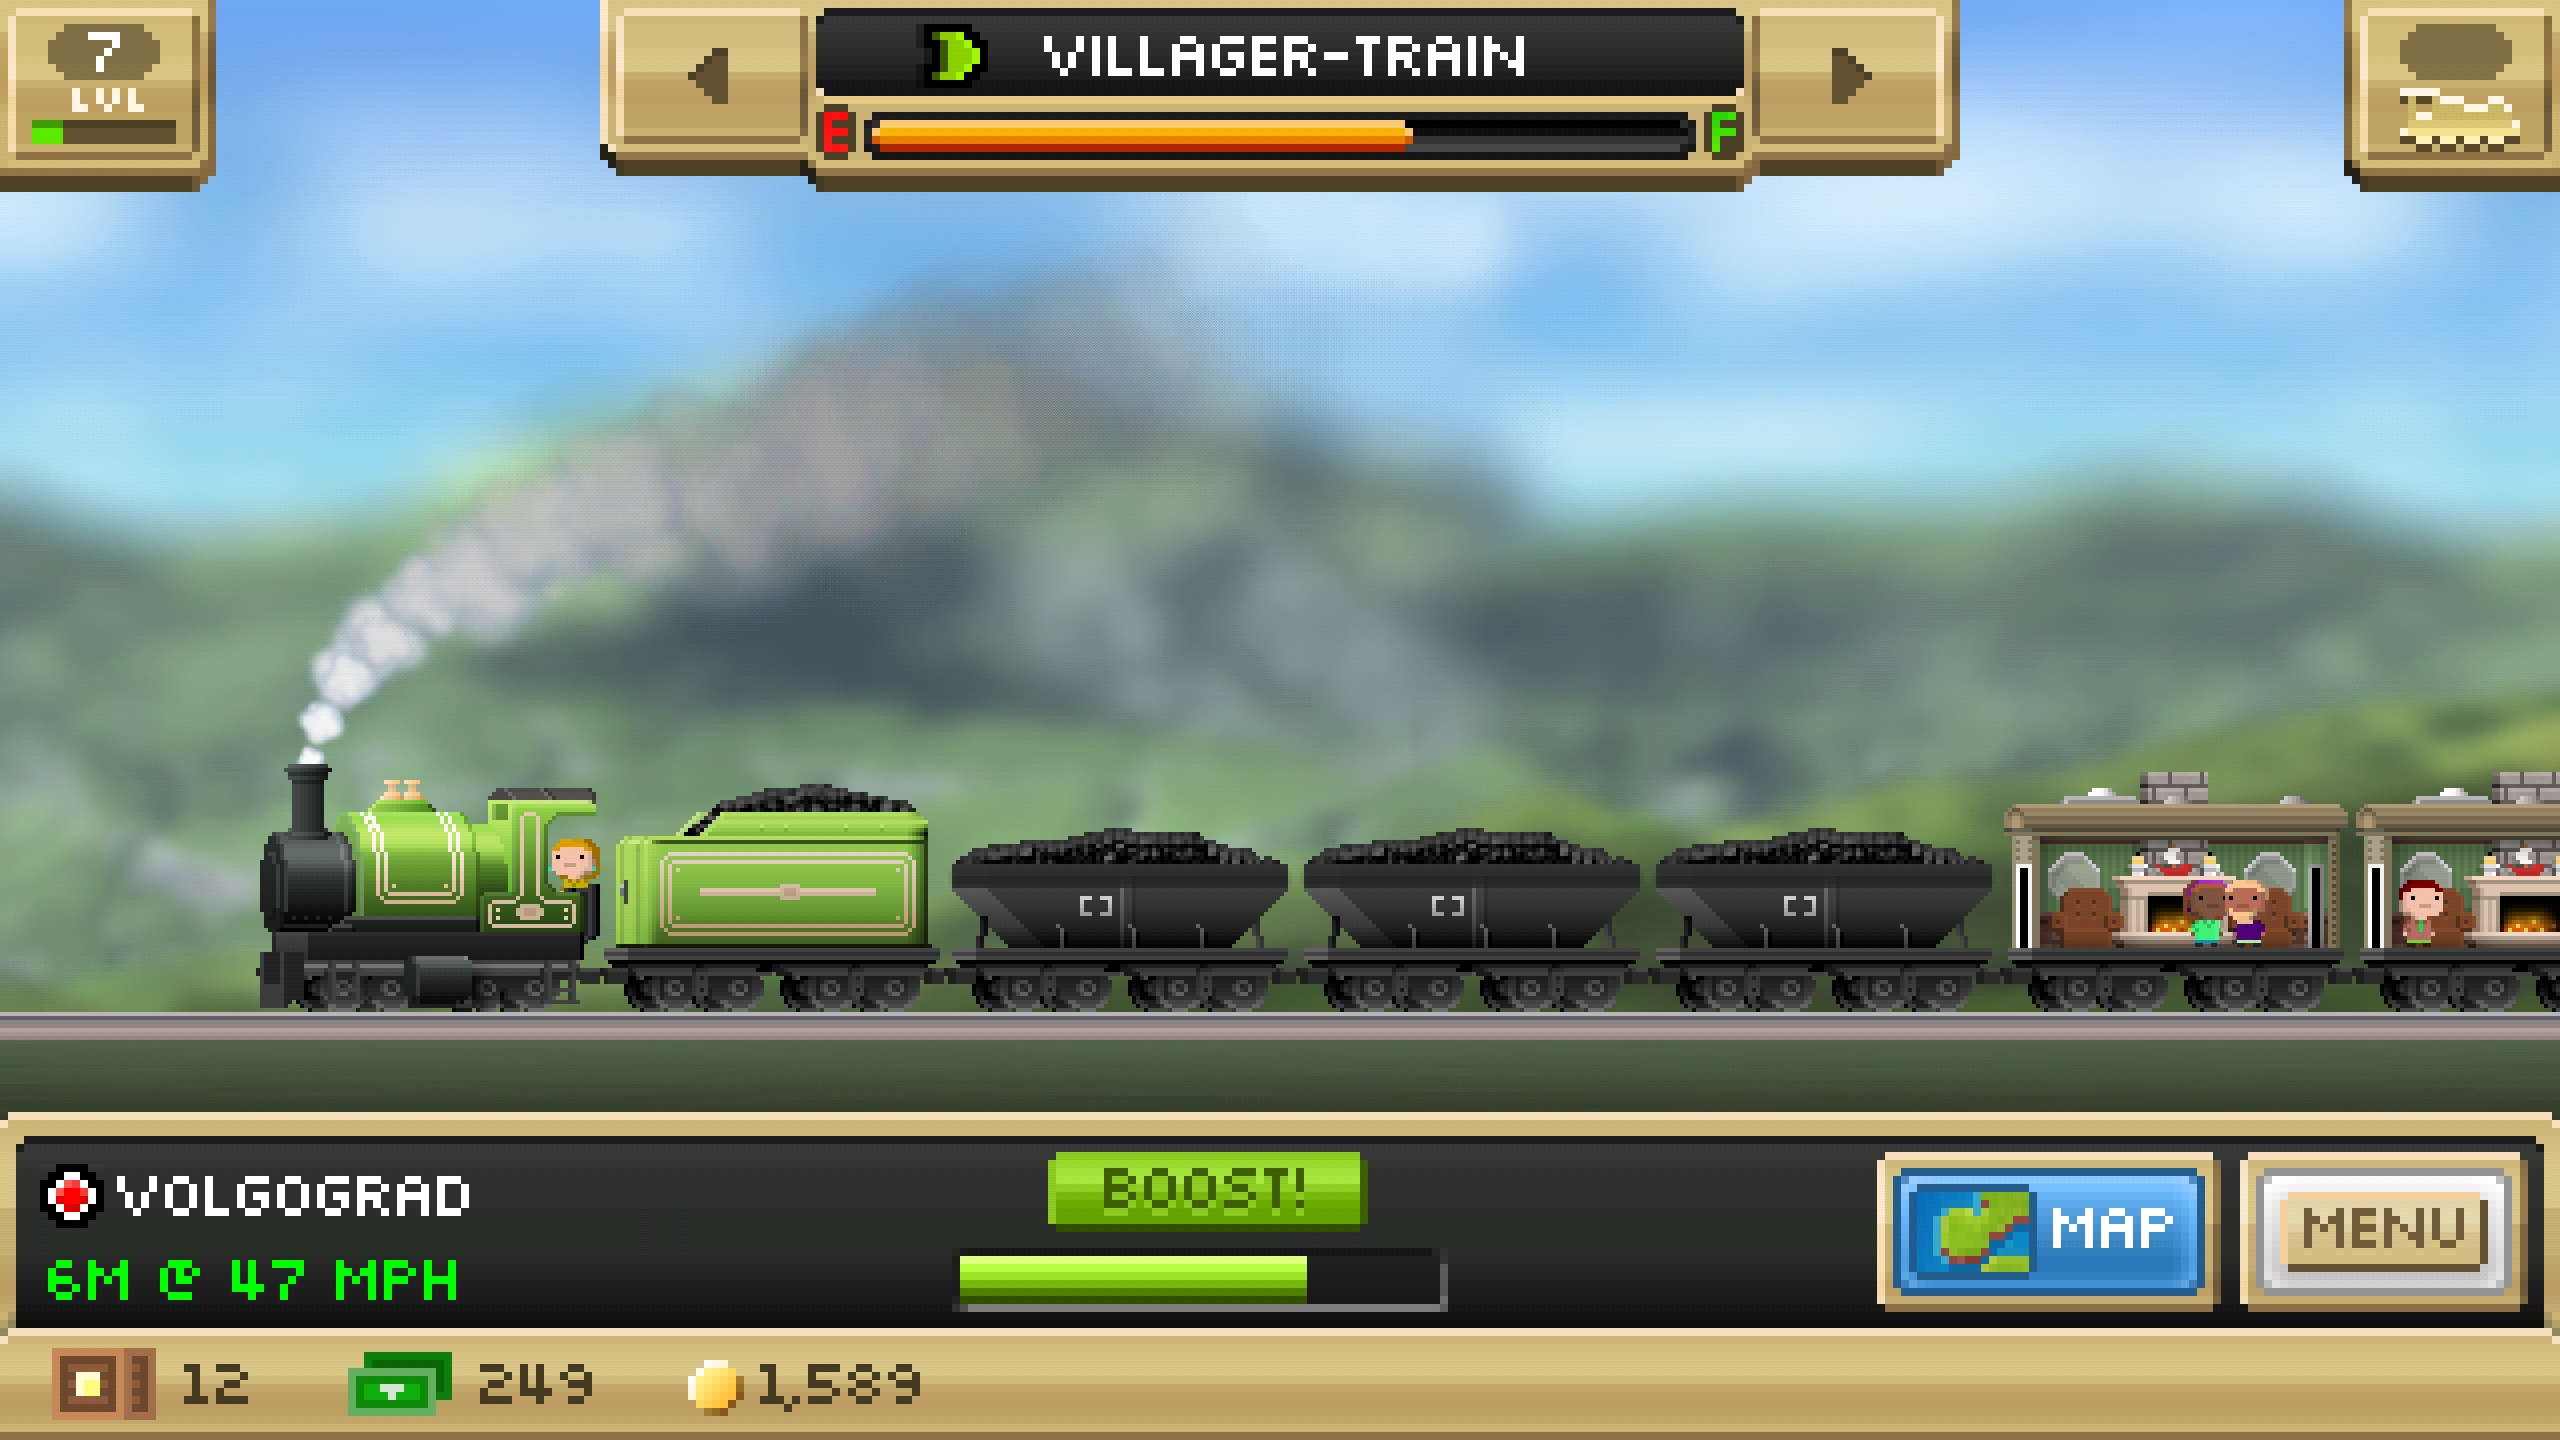 7
LVL
VILLAGER-TRAIN
E F
VOLGOGRAD
6M @ 47 MPH
BOOST!
MAP
MENU
12
249
1,589